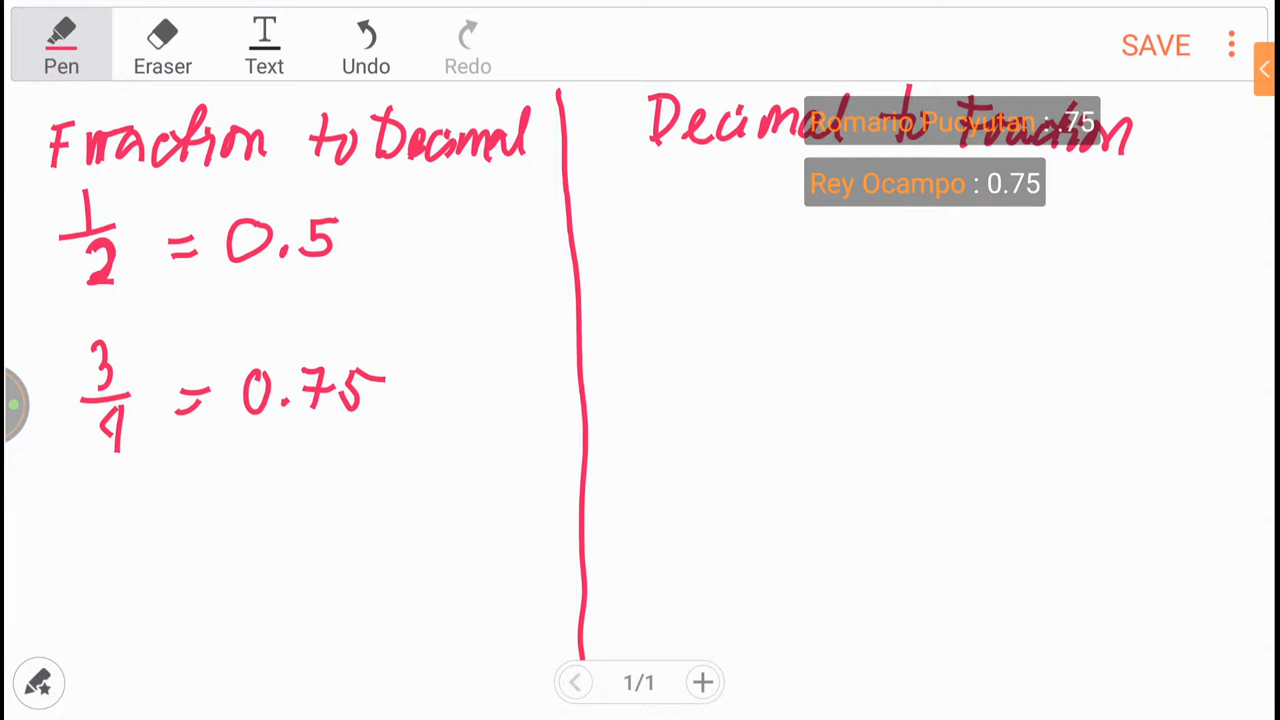 Pen Eraser Text Undo Redo SAVE
Fraction to Decimal
1/2 = 0.5
3/4 = 0.75
Decimal to Fraction
Romario Pucyutan : .75
Rey Ocampo : 0.75
1/1